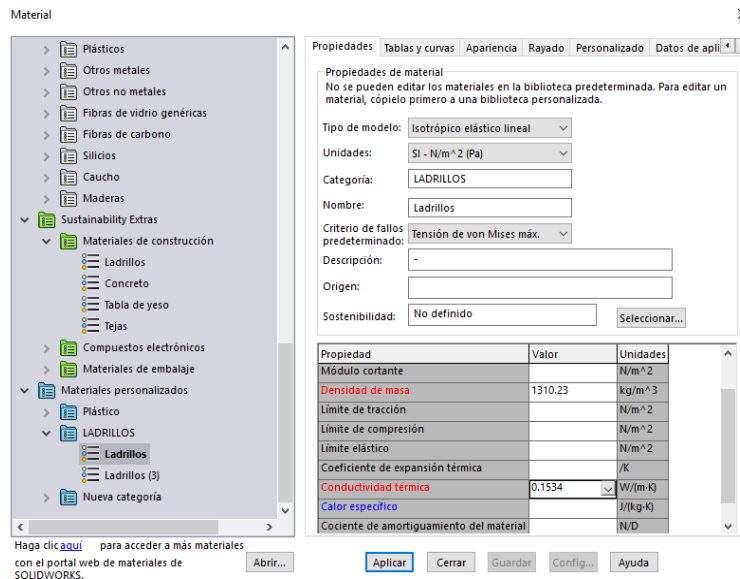 Material
Plásticos
Otros metales
Otros no metales
Fibras de vidrio genéricas
Fibras de carbono
Silicios
Caucho
Maderas
Sustainability Extras
Materiales de construcción
Ladrillos
Concreto
Tabla de yeso
Tejas
Compuestos electrónicos
Materiales de embalaje
Materiales personalizados
Plástico
LADRILLOS
Ladrillos
Ladrillos (3)
Nueva categoría
Haga clic aquí para acceder a más materiales
con el portal web de materiales de
SOLIDWORKS.
Abrir...
Propiedades Tablas y curvas Apariencia Rayado Personalizado Datos de apli
Propiedades de material
No se pueden editar los materiales en la biblioteca predeterminada. Para editar un
material, cópielo primero a una biblioteca personalizada.
Tipo de modelo: Isotrópico elástico lineal
Unidades: SI - N/m^2 (Pa)
Categoría: LADRILLOS
Nombre: Ladrillos
Criterio de fallos
predeterminado: Tensión de von Mises máx.
Descripción: -
Origen:
Sostenibilidad: No definido Seleccionar...
Propiedad Valor Unidades
Módulo cortante N/m^2
Densidad de masa 1310.23 kg/m^3
Límite de tracción N/m^2
Límite de compresión N/m^2
Límite elástico N/m^2
Coeficiente de expansión térmica /K
Conductividad térmica 0.1534 W/(m·K)
Calor específico J/(kg·K)
Cociente de amortiguamiento del material N/D
Aplicar Cerrar Guardar Config... Ayuda